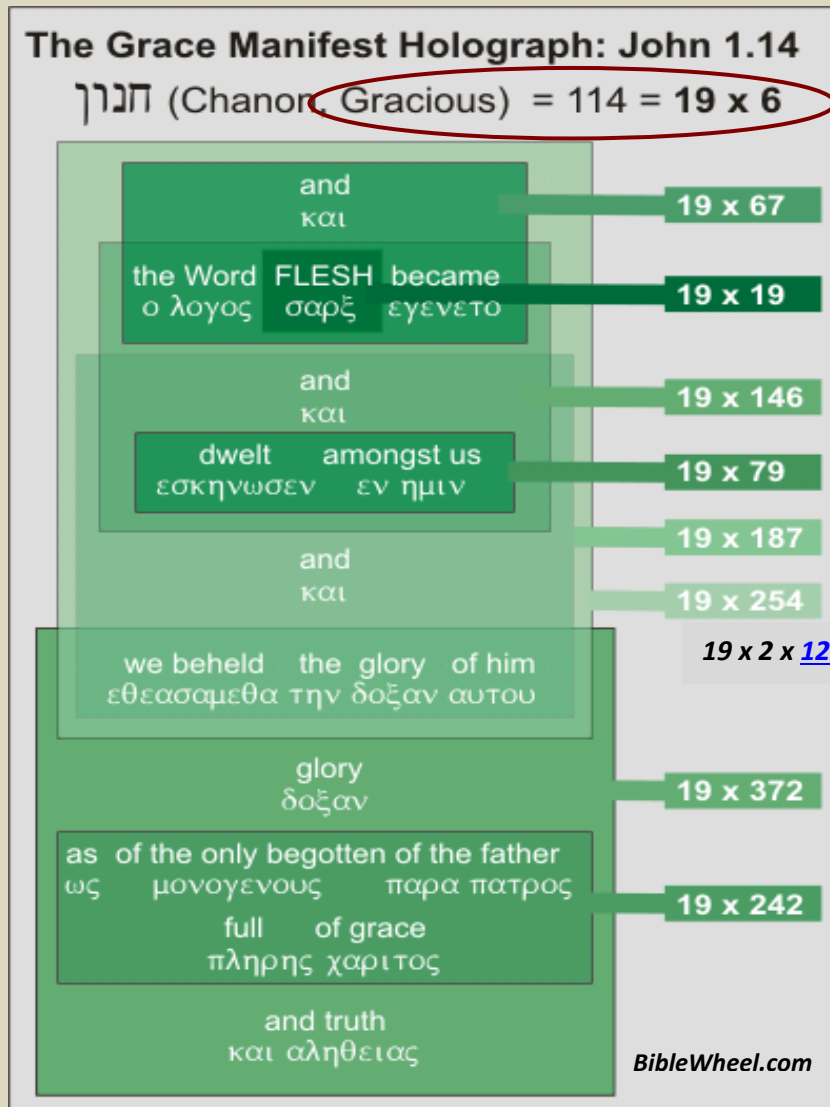 The Grace Manifest Holograph: John 1.14
חנון (Chanon, Gracious) = 114 = 19 x 6
and
και
19 x 67
the Word FLESH became
ο λογος σαρξ εγενετο
19 x 19
and
και
19 x 146
dwelt amongst us
εσκηνωσεν εν ημιν
19 x 79
19 x 187
and
και
19 x 254
19 x 2 x 12
we beheld the glory of him
εθεασαμεθα την δοξαν αυτου
glory
δοξαν
19 x 372
as of the only begotten of the father
ως μονογενους παρα πατρος
19 x 242
full of grace
πληρης χαριτος
and truth
και αληθειας
BibleWheel.com